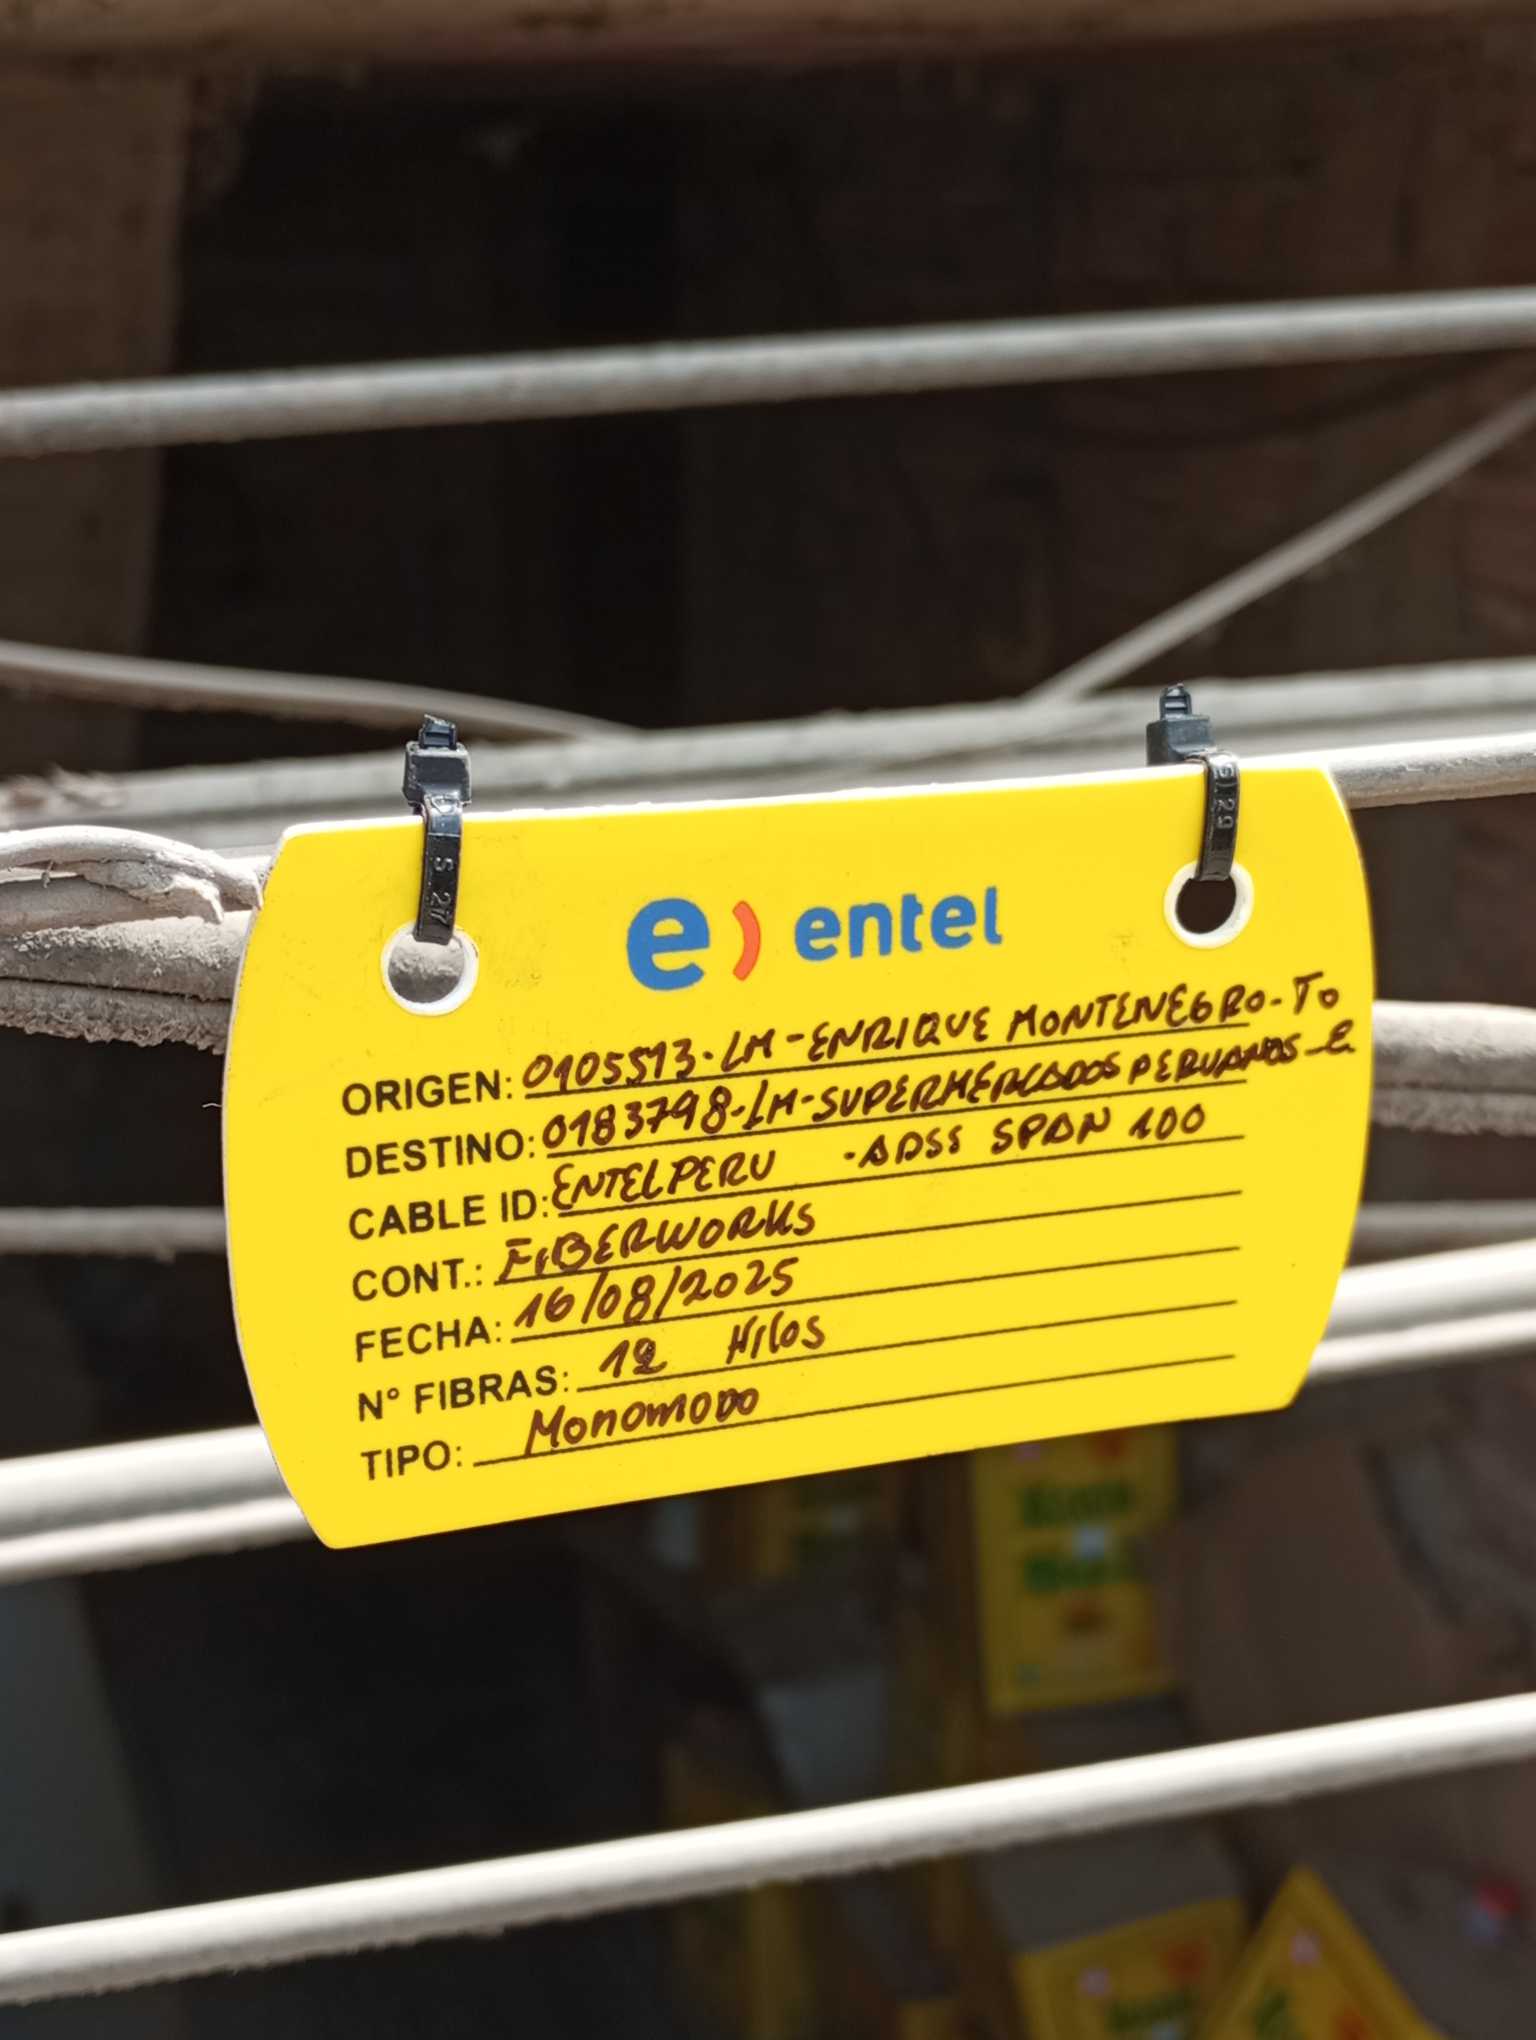 e) entel
ORIGEN: 0105513-LM-ENRIQUE MONTENEGRO-TO
DESTINO: 0183798-LM-SUPERMERCADOS PERUANOS-E
CABLE ID: ENTELPERU -ADSS SPAN 100
CONT.: FIBERWORKS
FECHA: 16/08/2025
N° FIBRAS: 12 HILOS
TIPO: MONOMODO